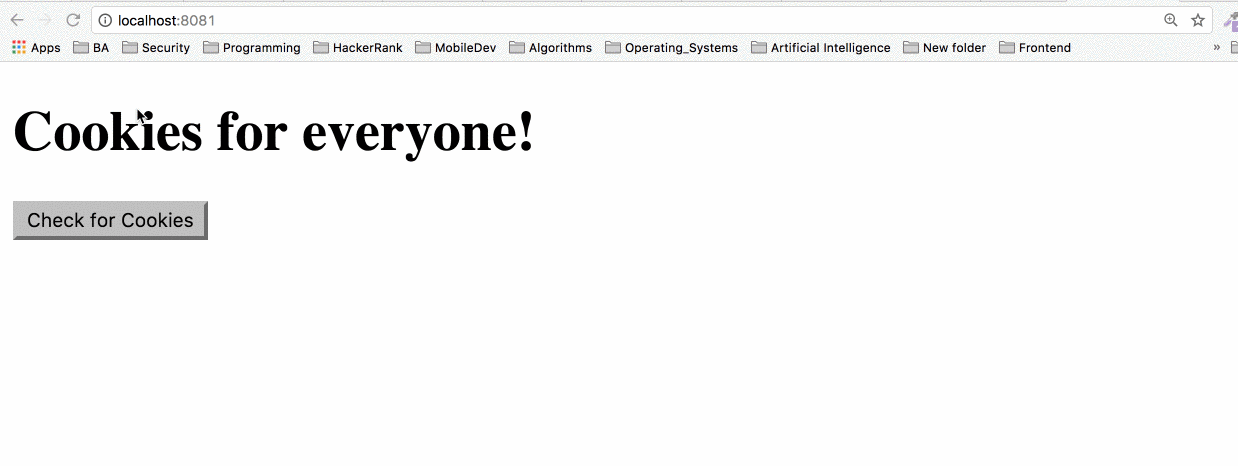 localhost:8081
Apps BA Security Programming HackerRank MobileDev Algorithms Operating_Systems Artificial Intelligence New folder Frontend »
Cookies for everyone!
Check for Cookies